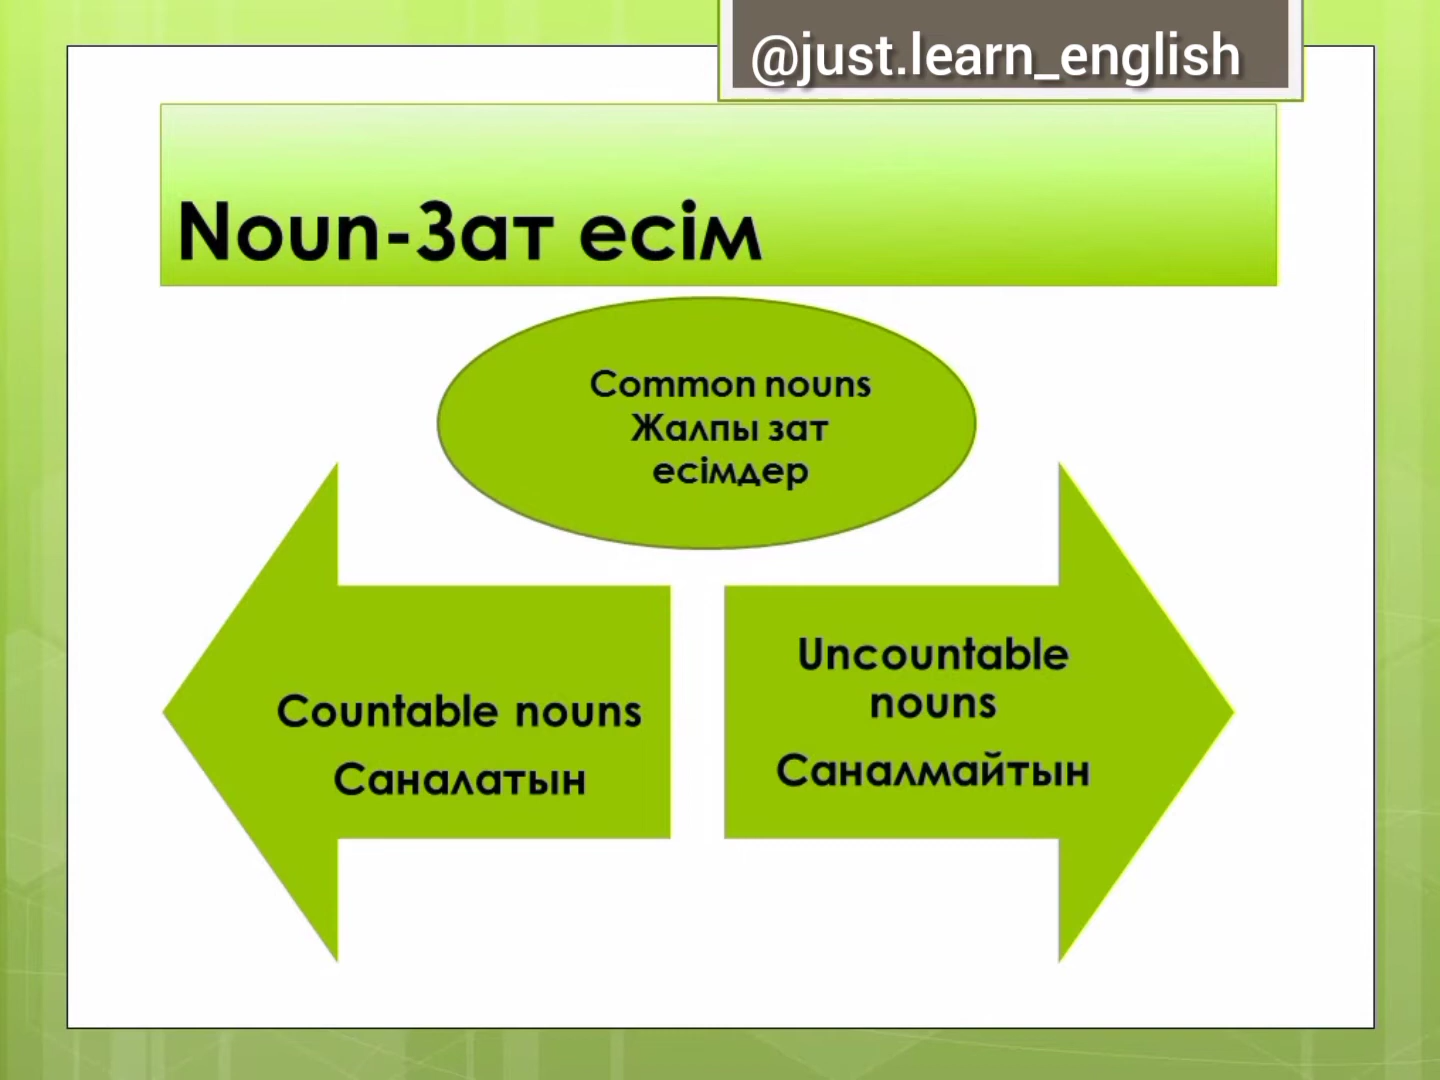 @just.learn_english
Noun-Зат есім
Common nouns
Жалпы зат
есімдер
Countable nouns
Саналатын
Uncountable
nouns
Саналмайтын